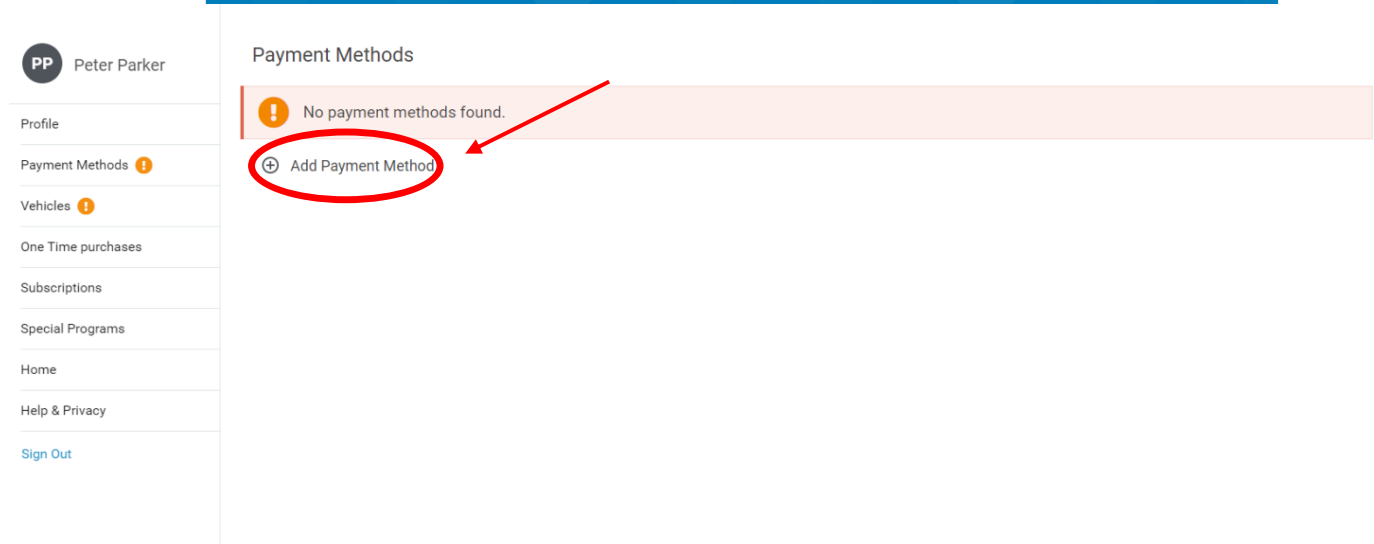 PP Peter Parker
Profile
Payment Methods
Vehicles
One Time purchases
Subscriptions
Special Programs
Home
Help & Privacy
Sign Out
Payment Methods
No payment methods found.
Add Payment Method